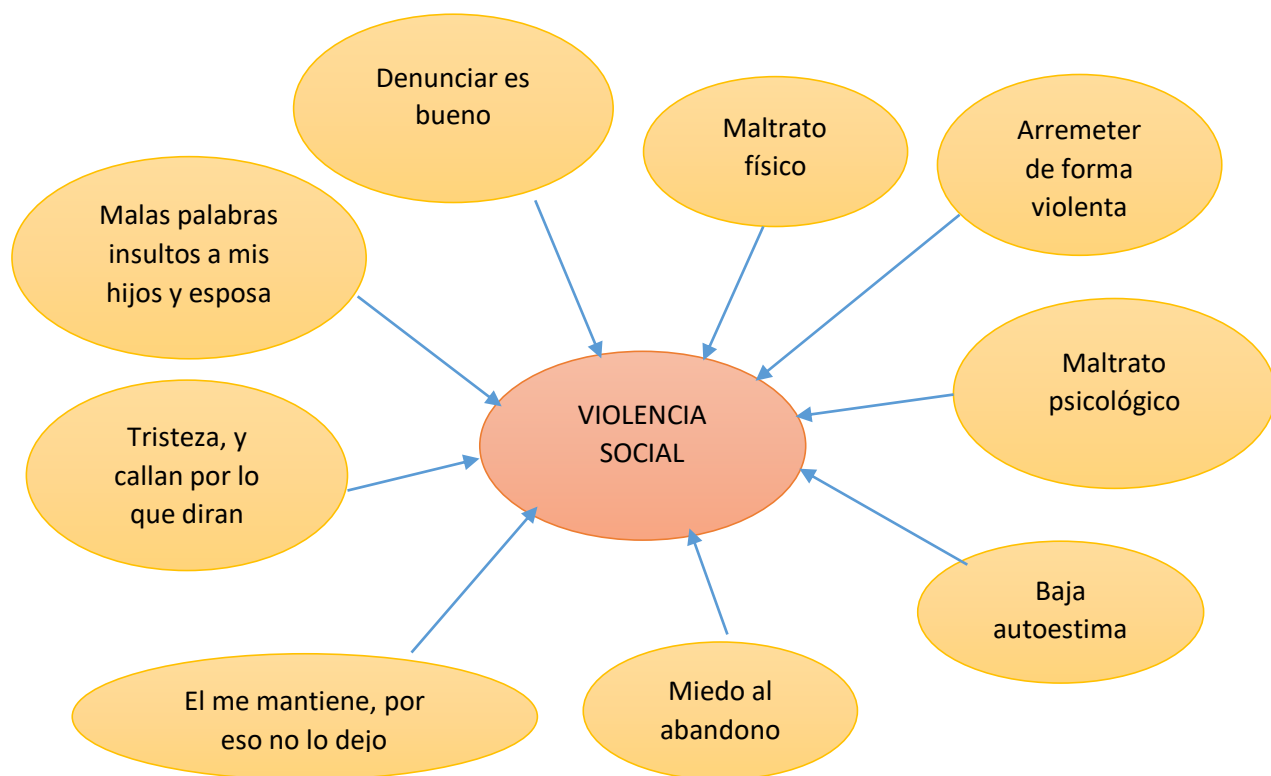 Denunciar es
bueno
Maltrato
físico
Arremeter
de forma
violenta
Malas palabras
insultos a mis
hijos y esposa
VIOLENCIA
SOCIAL
Maltrato
psicológico
Tristeza, y
callan por lo
que diran
Baja
autoestima
El me mantiene, por
eso no lo dejo
Miedo al
abandono